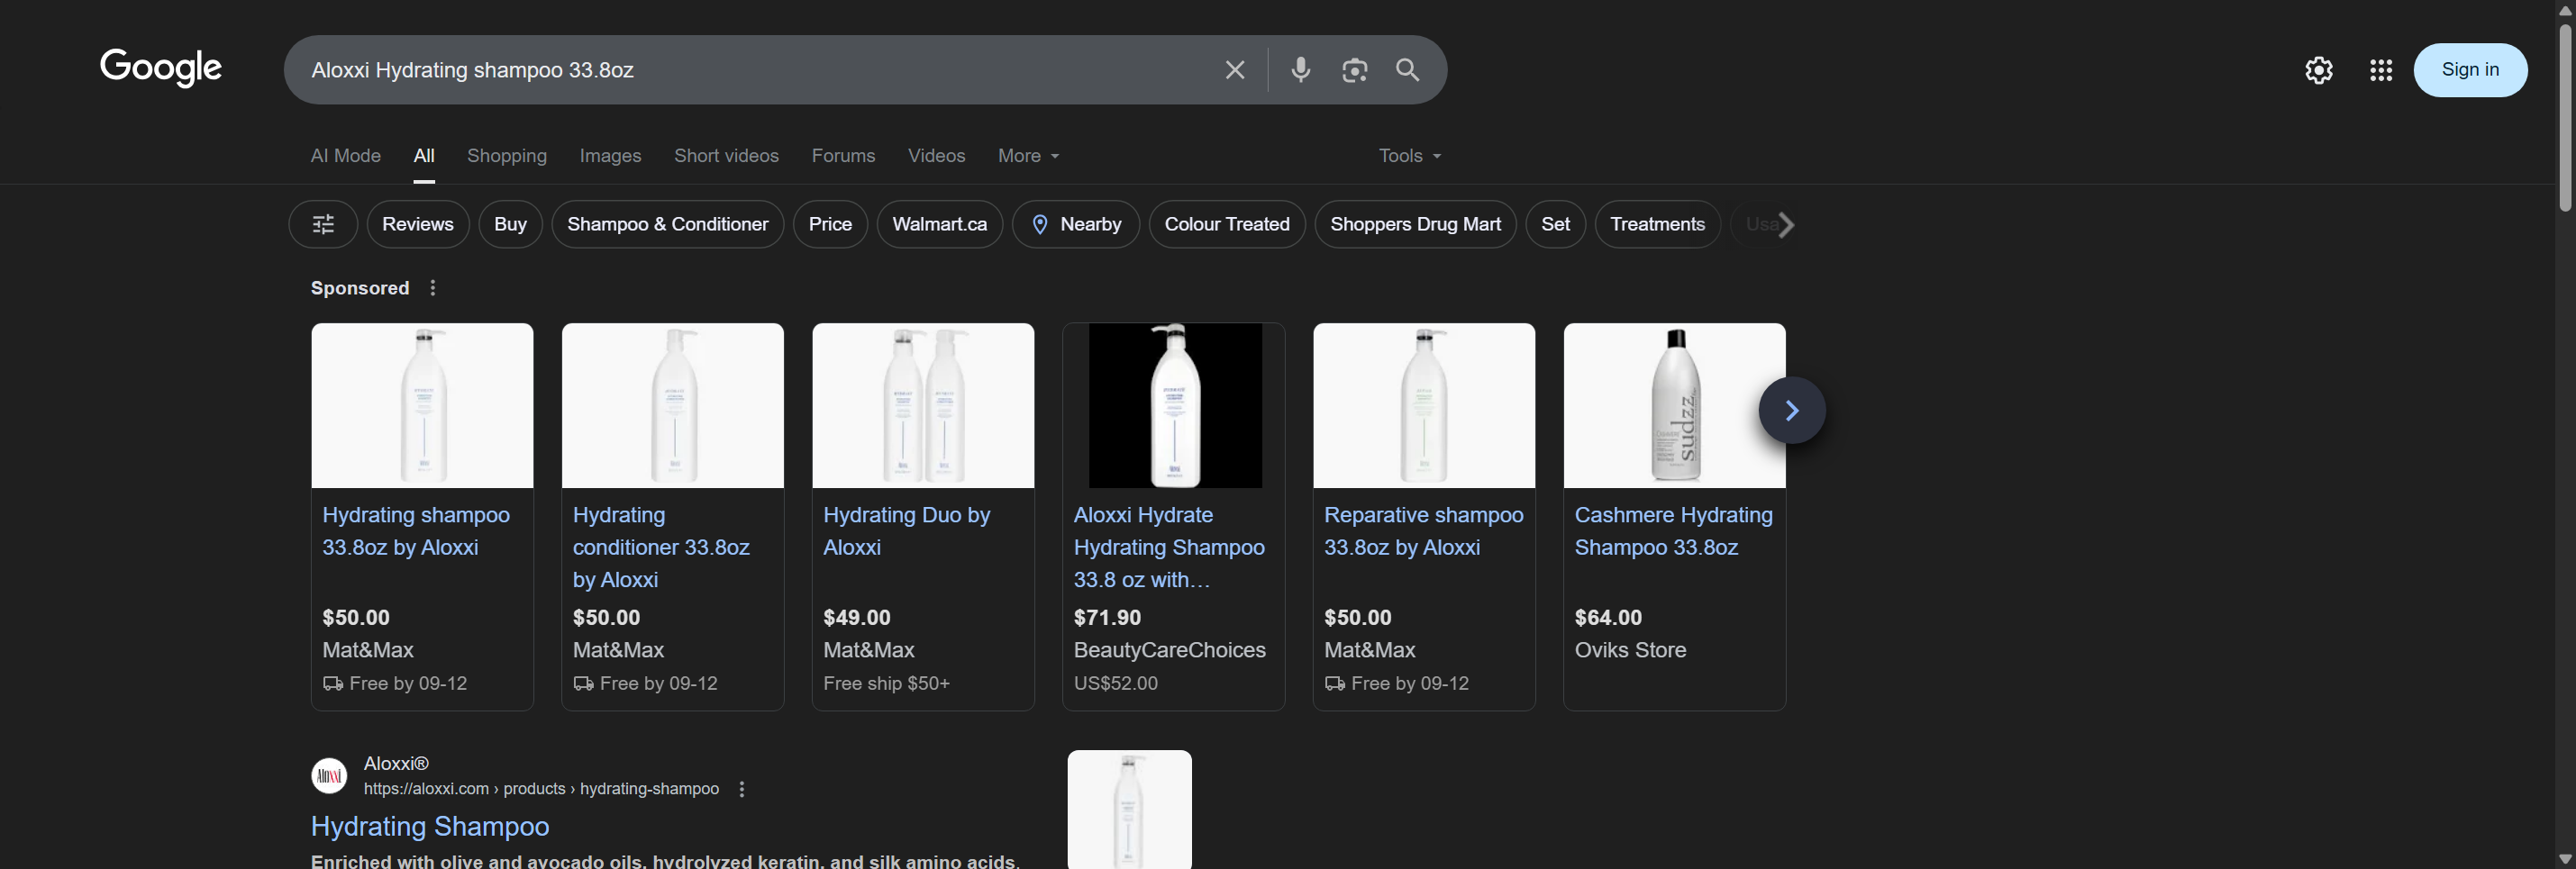 Google
Aloxxi Hydrating shampoo 33.8oz
Sign in
AI Mode All Shopping Images Short videos Forums Videos More Tools
Reviews Buy Shampoo & Conditioner Price Walmart.ca Nearby Colour Treated Shoppers Drug Mart Set Treatments Usa
Sponsored
sudzz
Hydrating shampoo
33.8oz by Aloxxi
$50.00
Mat&Max
Free by 09-12
Hydrating
conditioner 33.8oz
by Aloxxi
$50.00
Mat&Max
Free by 09-12
Hydrating Duo by
Aloxxi
$49.00
Mat&Max
Free ship $50+
Aloxxi Hydrate
Hydrating Shampoo
33.8 oz with...
$71.90
BeautyCareChoices
US$52.00
Reparative shampoo
33.8oz by Aloxxi
$50.00
Mat&Max
Free by 09-12
Cashmere Hydrating
Shampoo 33.8oz
$64.00
Oviks Store
Aloxxi
Aloxxi®
https://aloxxi.com › products › hydrating-shampoo
Hydrating Shampoo
Enriched with olive and avocado oils, hydrolyzed keratin, and silk amino acids,